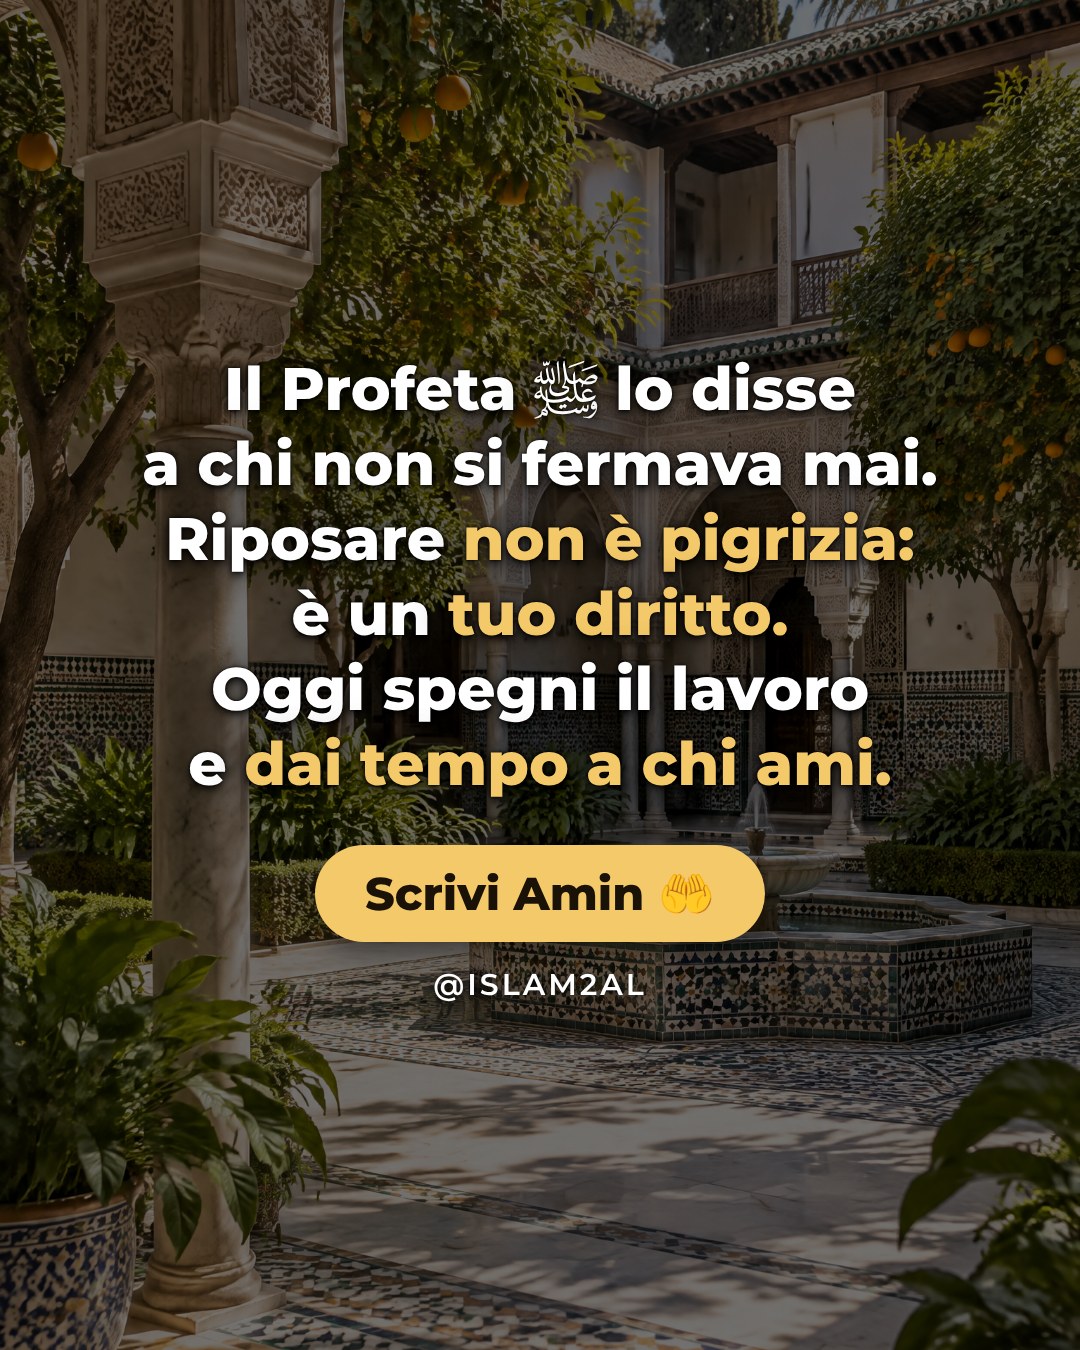 Il Profeta ﷺ lo disse
a chi non si fermava mai.
Riposare non è pigrizia:
è un tuo diritto.
Oggi spegni il lavoro
e dai tempo a chi ami.
Scrivi Amin 🤲
@ISLAM2AL